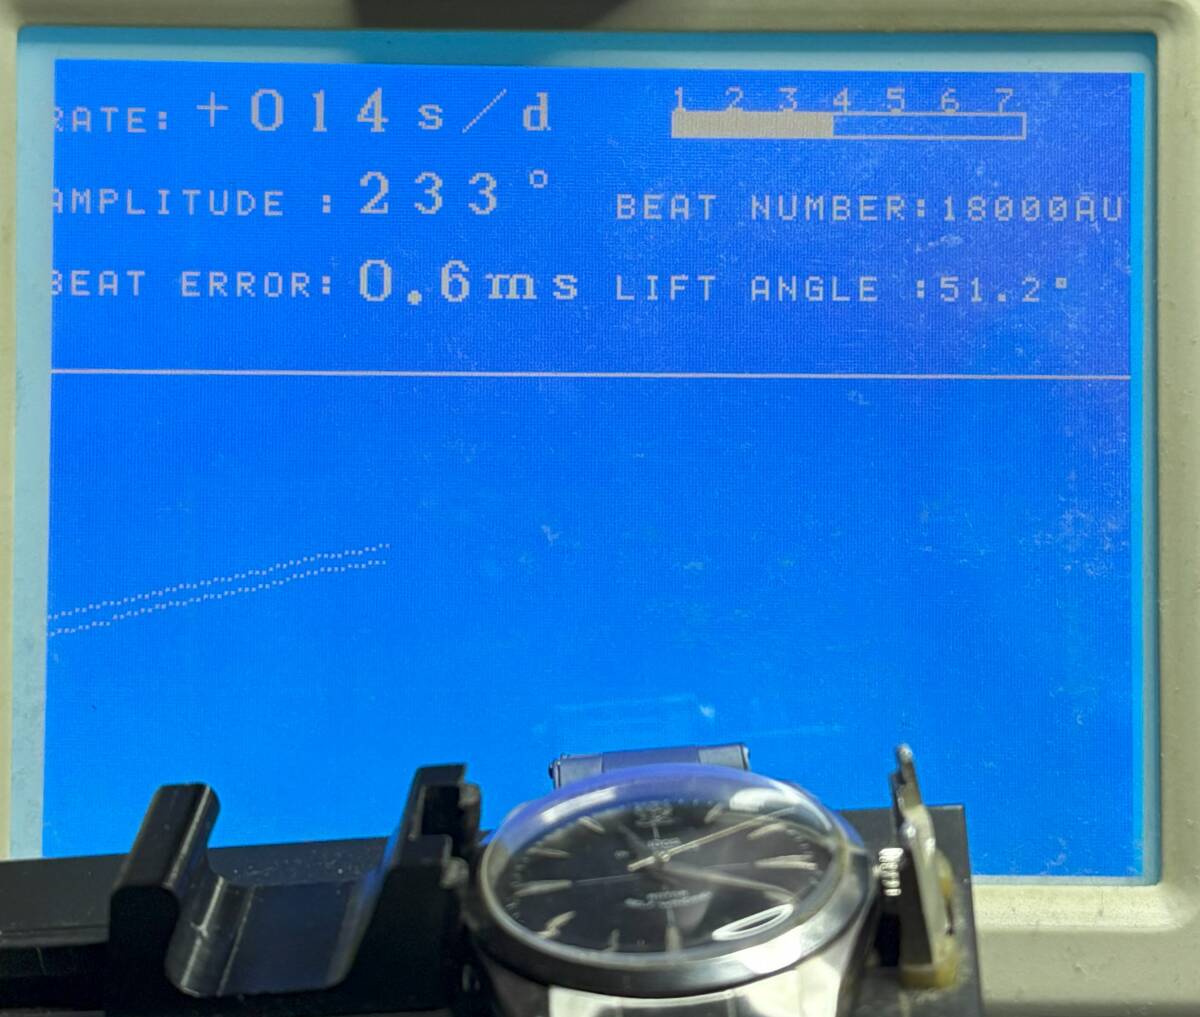 RATE: +014 s/d
1 2 3 4 5 6 7
AMPLITUDE : 233°
BEAT NUMBER:18000AU
BEAT ERROR: 0.6ms
LIFT ANGLE :51.2°